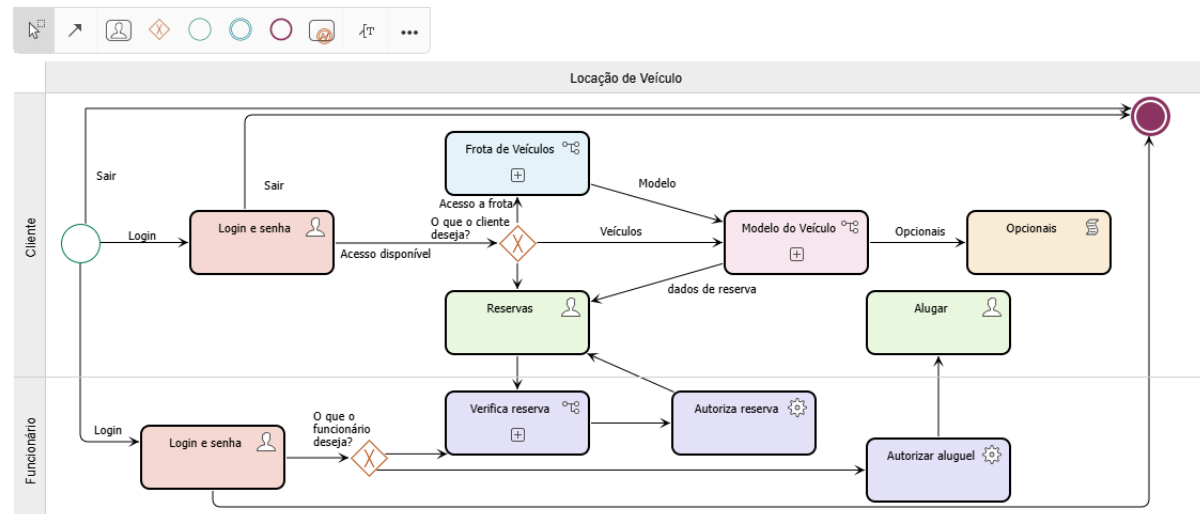 Locação de Veículo
Cliente
Sair
Sair
Login
Login e senha
Acesso disponível
Frota de Veículos
Acesso a frota
O que o cliente
deseja?
Modelo
Veículos
Modelo do Veículo
Opcionais
Opcionais
dados de reserva
Reservas
Alugar
Funcionário
Login
Login e senha
O que o
funcionário
deseja?
Verifica reserva
Autoriza reserva
Autorizar aluguel